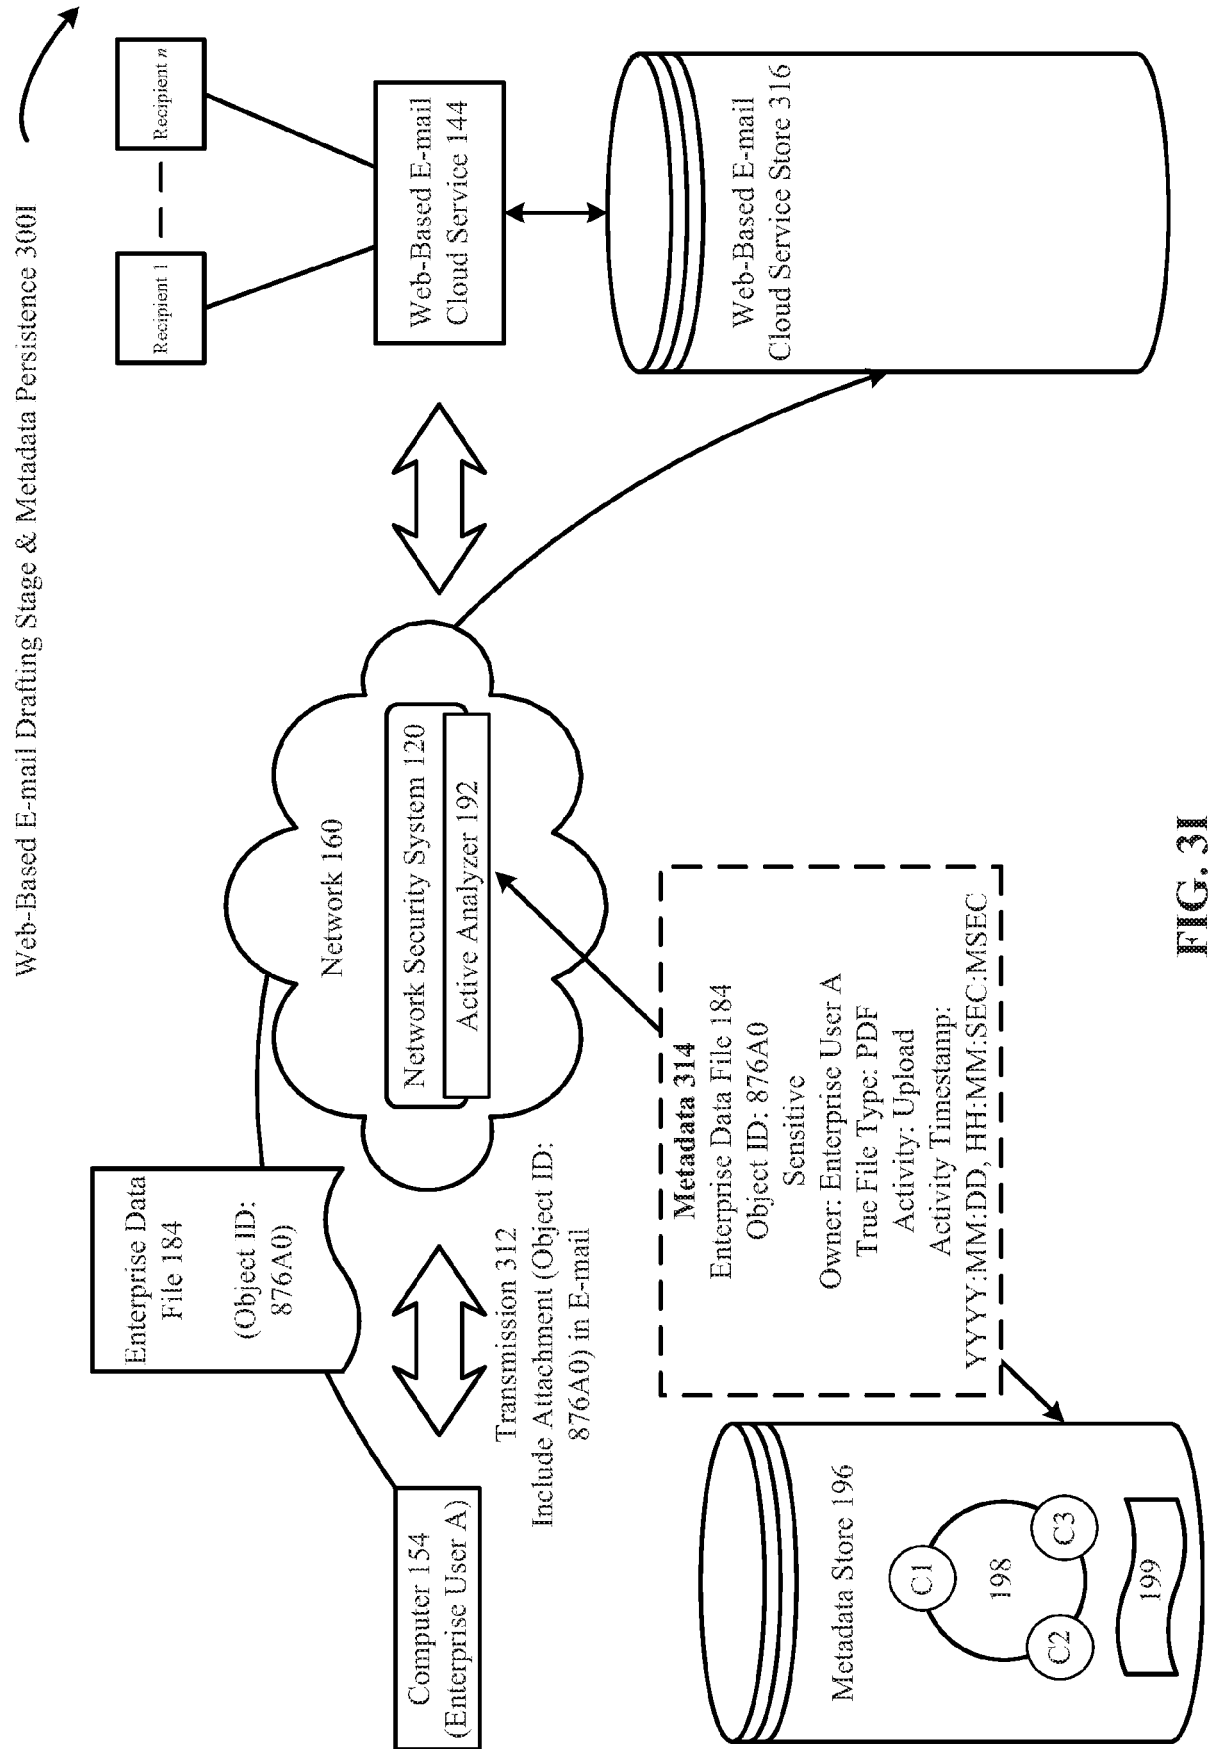 Web-Based E-mail Drafting Stage & Metadata Persistence 300I
Enterprise Data
File 184
(Object ID:
876A0)
Recipient 1
Recipient n
Network 160
Network Security System 120
Active Analyzer 192
Web-Based E-mail
Cloud Service 144
Computer 154
(Enterprise User A)
Transmission 312
Include Attachment (Object ID:
876A0) in E-mail
Web-Based E-mail
Cloud Service Store 316
Metadata 314
Enterprise Data File 184
Object ID: 876A0
Sensitive
Owner: Enterprise User A
True File Type: PDF
Activity: Upload
Activity Timestamp:
YYYY:MM:DD, HH:MM:SEC:MSEC
Metadata Store 196
C1
198
C2
C3
199
FIG. 3I